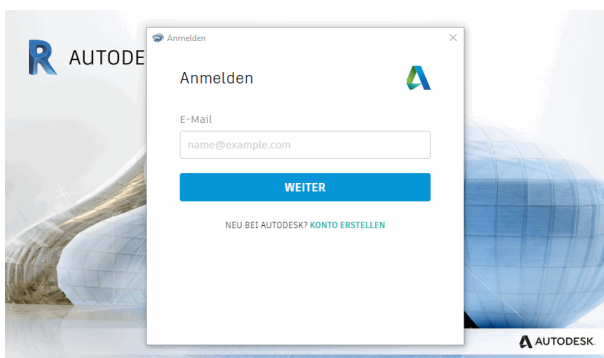 R AUTODE
Anmelden
Anmelden
E-Mail
name@example.com
WEITER
NEU BEI AUTODESK? KONTO ERSTELLEN
AUTODESK.